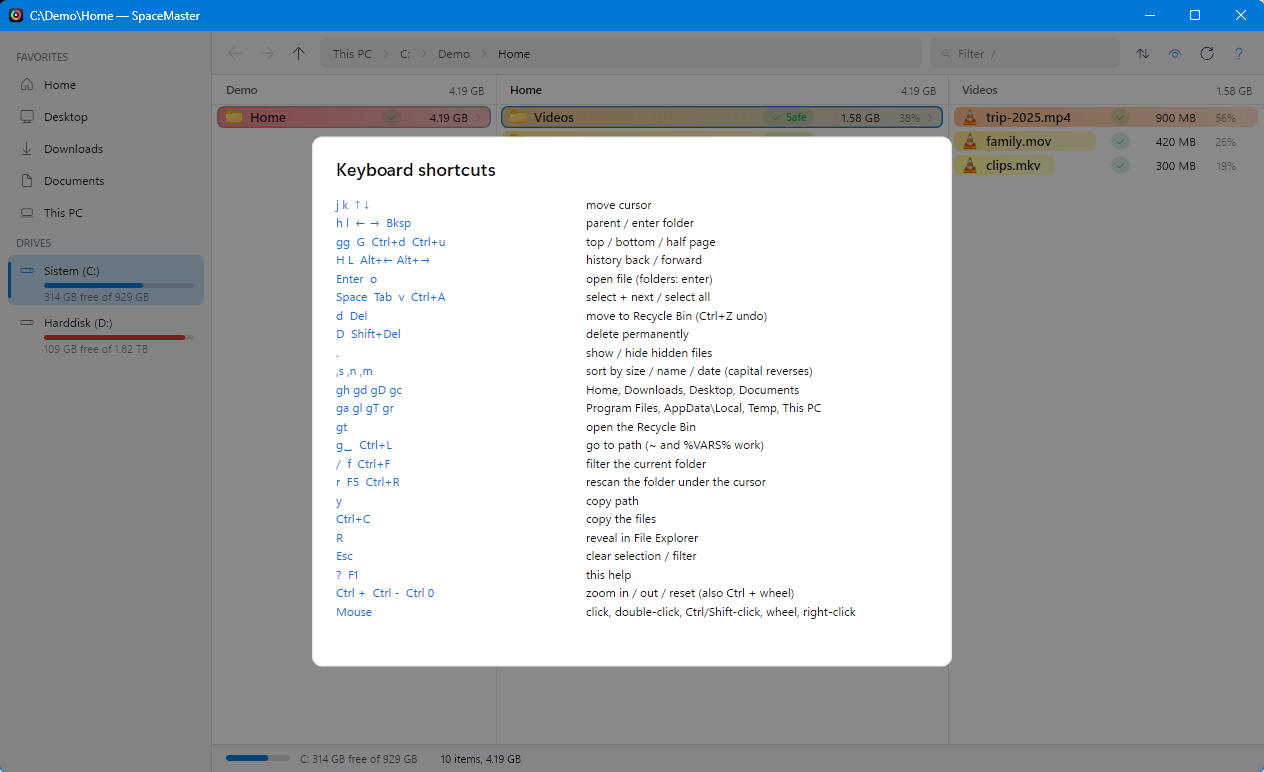 C:\Demo\Home — SpaceMaster
FAVORITES
Home
Desktop
Downloads
Documents
This PC
DRIVES
Sistem (C:)
314 GB free of 929 GB
Harddisk (D:)
109 GB free of 1.82 TB
This PC > C: > Demo > Home
Filter /
?
Demo 4.19 GB
Home 4.19 GB
Home 4.19 GB
Videos Safe 1.58 GB 38%
Videos 1.58 GB
trip-2025.mp4 900 MB 56%
family.mov 420 MB 26%
clips.mkv 300 MB 19%
Keyboard shortcuts
j k ↑↓ move cursor
h l ← → Bksp parent / enter folder
gg G Ctrl+d Ctrl+u top / bottom / half page
H L Alt+← Alt+→ history back / forward
Enter o open file (folders: enter)
Space Tab v Ctrl+A select + next / select all
d Del move to Recycle Bin (Ctrl+Z undo)
D Shift+Del delete permanently
. show / hide hidden files
,s ,n ,m sort by size / name / date (capital reverses)
gh gd gD gc Home, Downloads, Desktop, Documents
ga gl gT gr Program Files, AppData\Local, Temp, This PC
gt open the Recycle Bin
g␣ Ctrl+L go to path (~ and %VARS% work)
/ f Ctrl+F filter the current folder
r F5 Ctrl+R rescan the folder under the cursor
y copy path
Ctrl+C copy the files
R reveal in File Explorer
Esc clear selection / filter
? F1 this help
Ctrl + Ctrl - Ctrl 0 zoom in / out / reset (also Ctrl + wheel)
Mouse click, double-click, Ctrl/Shift-click, wheel, right-click
C: 314 GB free of 929 GB 10 items, 4.19 GB